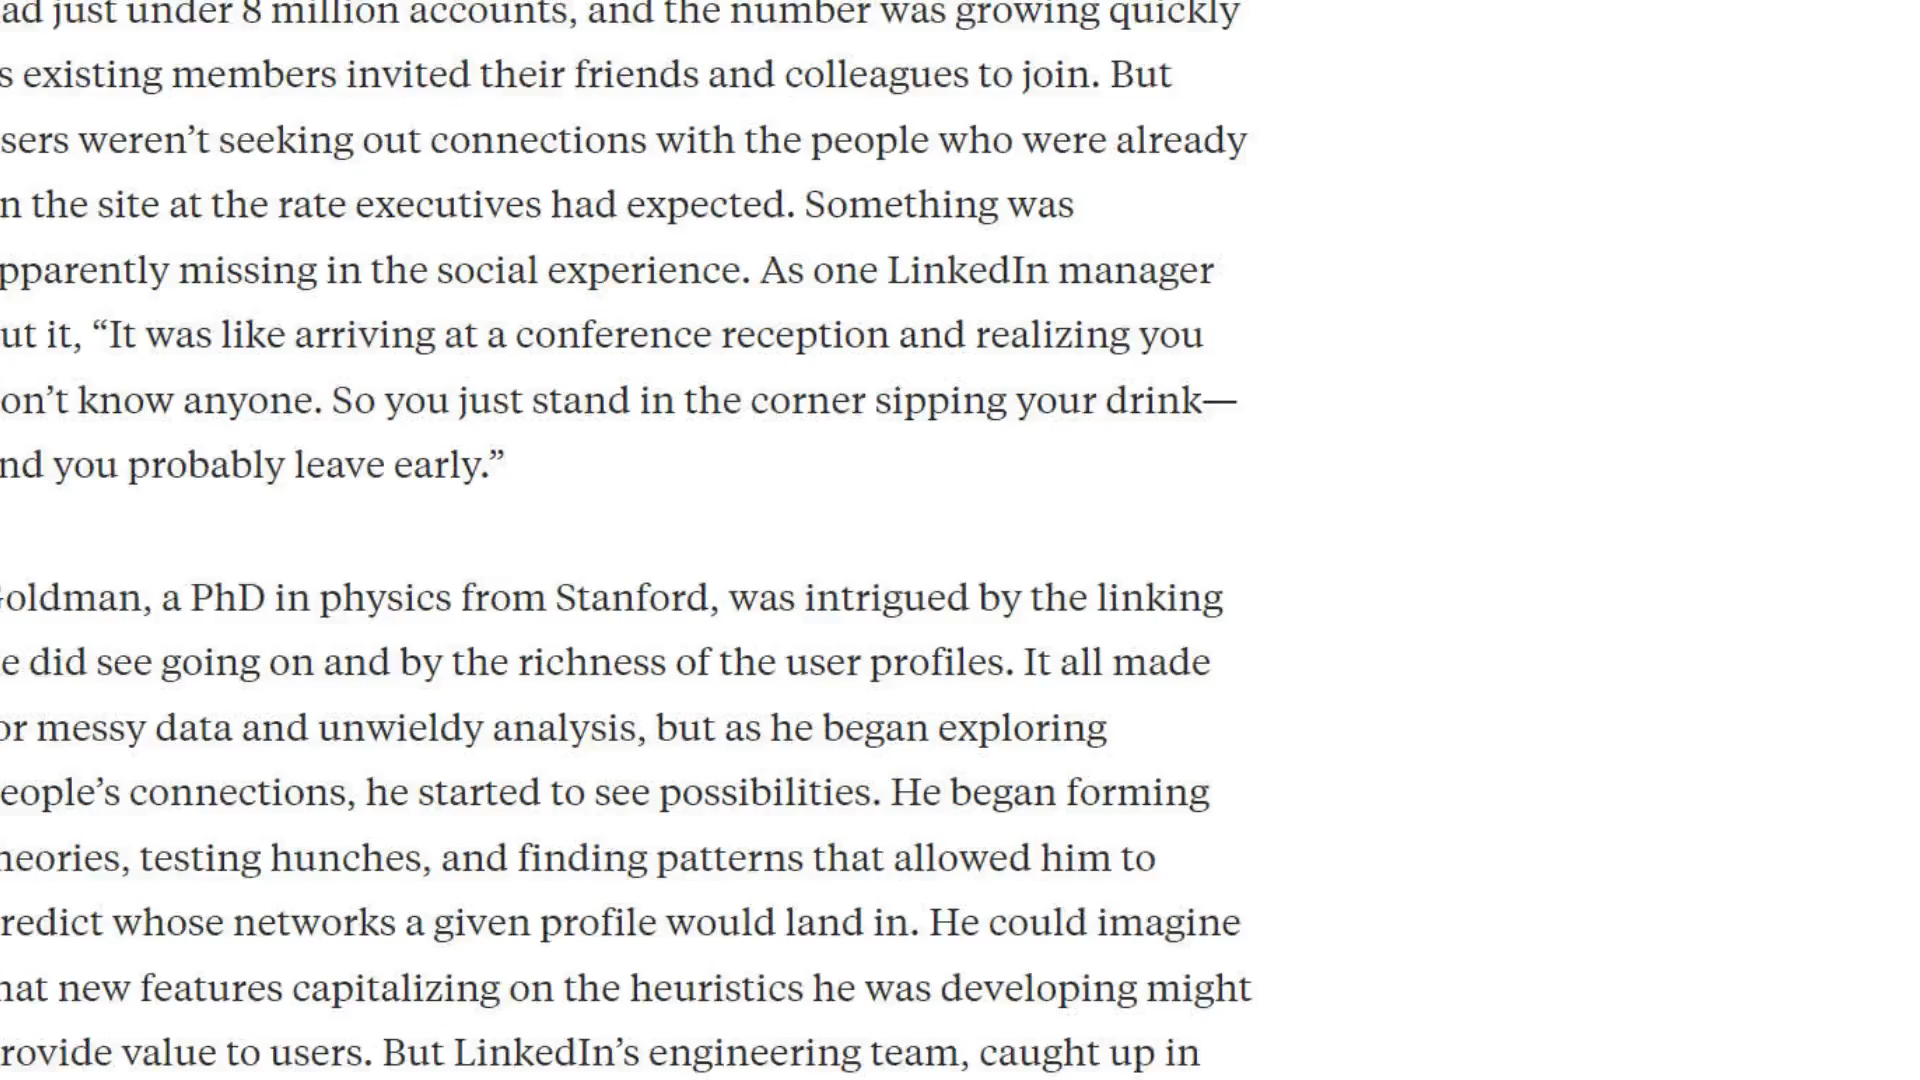 ad just under 8 million accounts, and the number was growing quickly
s existing members invited their friends and colleagues to join. But
sers weren’t seeking out connections with the people who were already
n the site at the rate executives had expected. Something was
pparently missing in the social experience. As one LinkedIn manager
ut it, “It was like arriving at a conference reception and realizing you
on’t know anyone. So you just stand in the corner sipping your drink—
nd you probably leave early.”
oldman, a PhD in physics from Stanford, was intrigued by the linking
e did see going on and by the richness of the user profiles. It all made
or messy data and unwieldy analysis, but as he began exploring
eople’s connections, he started to see possibilities. He began forming
heories, testing hunches, and finding patterns that allowed him to
redict whose networks a given profile would land in. He could imagine
hat new features capitalizing on the heuristics he was developing might
rovide value to users. But LinkedIn’s engineering team, caught up in